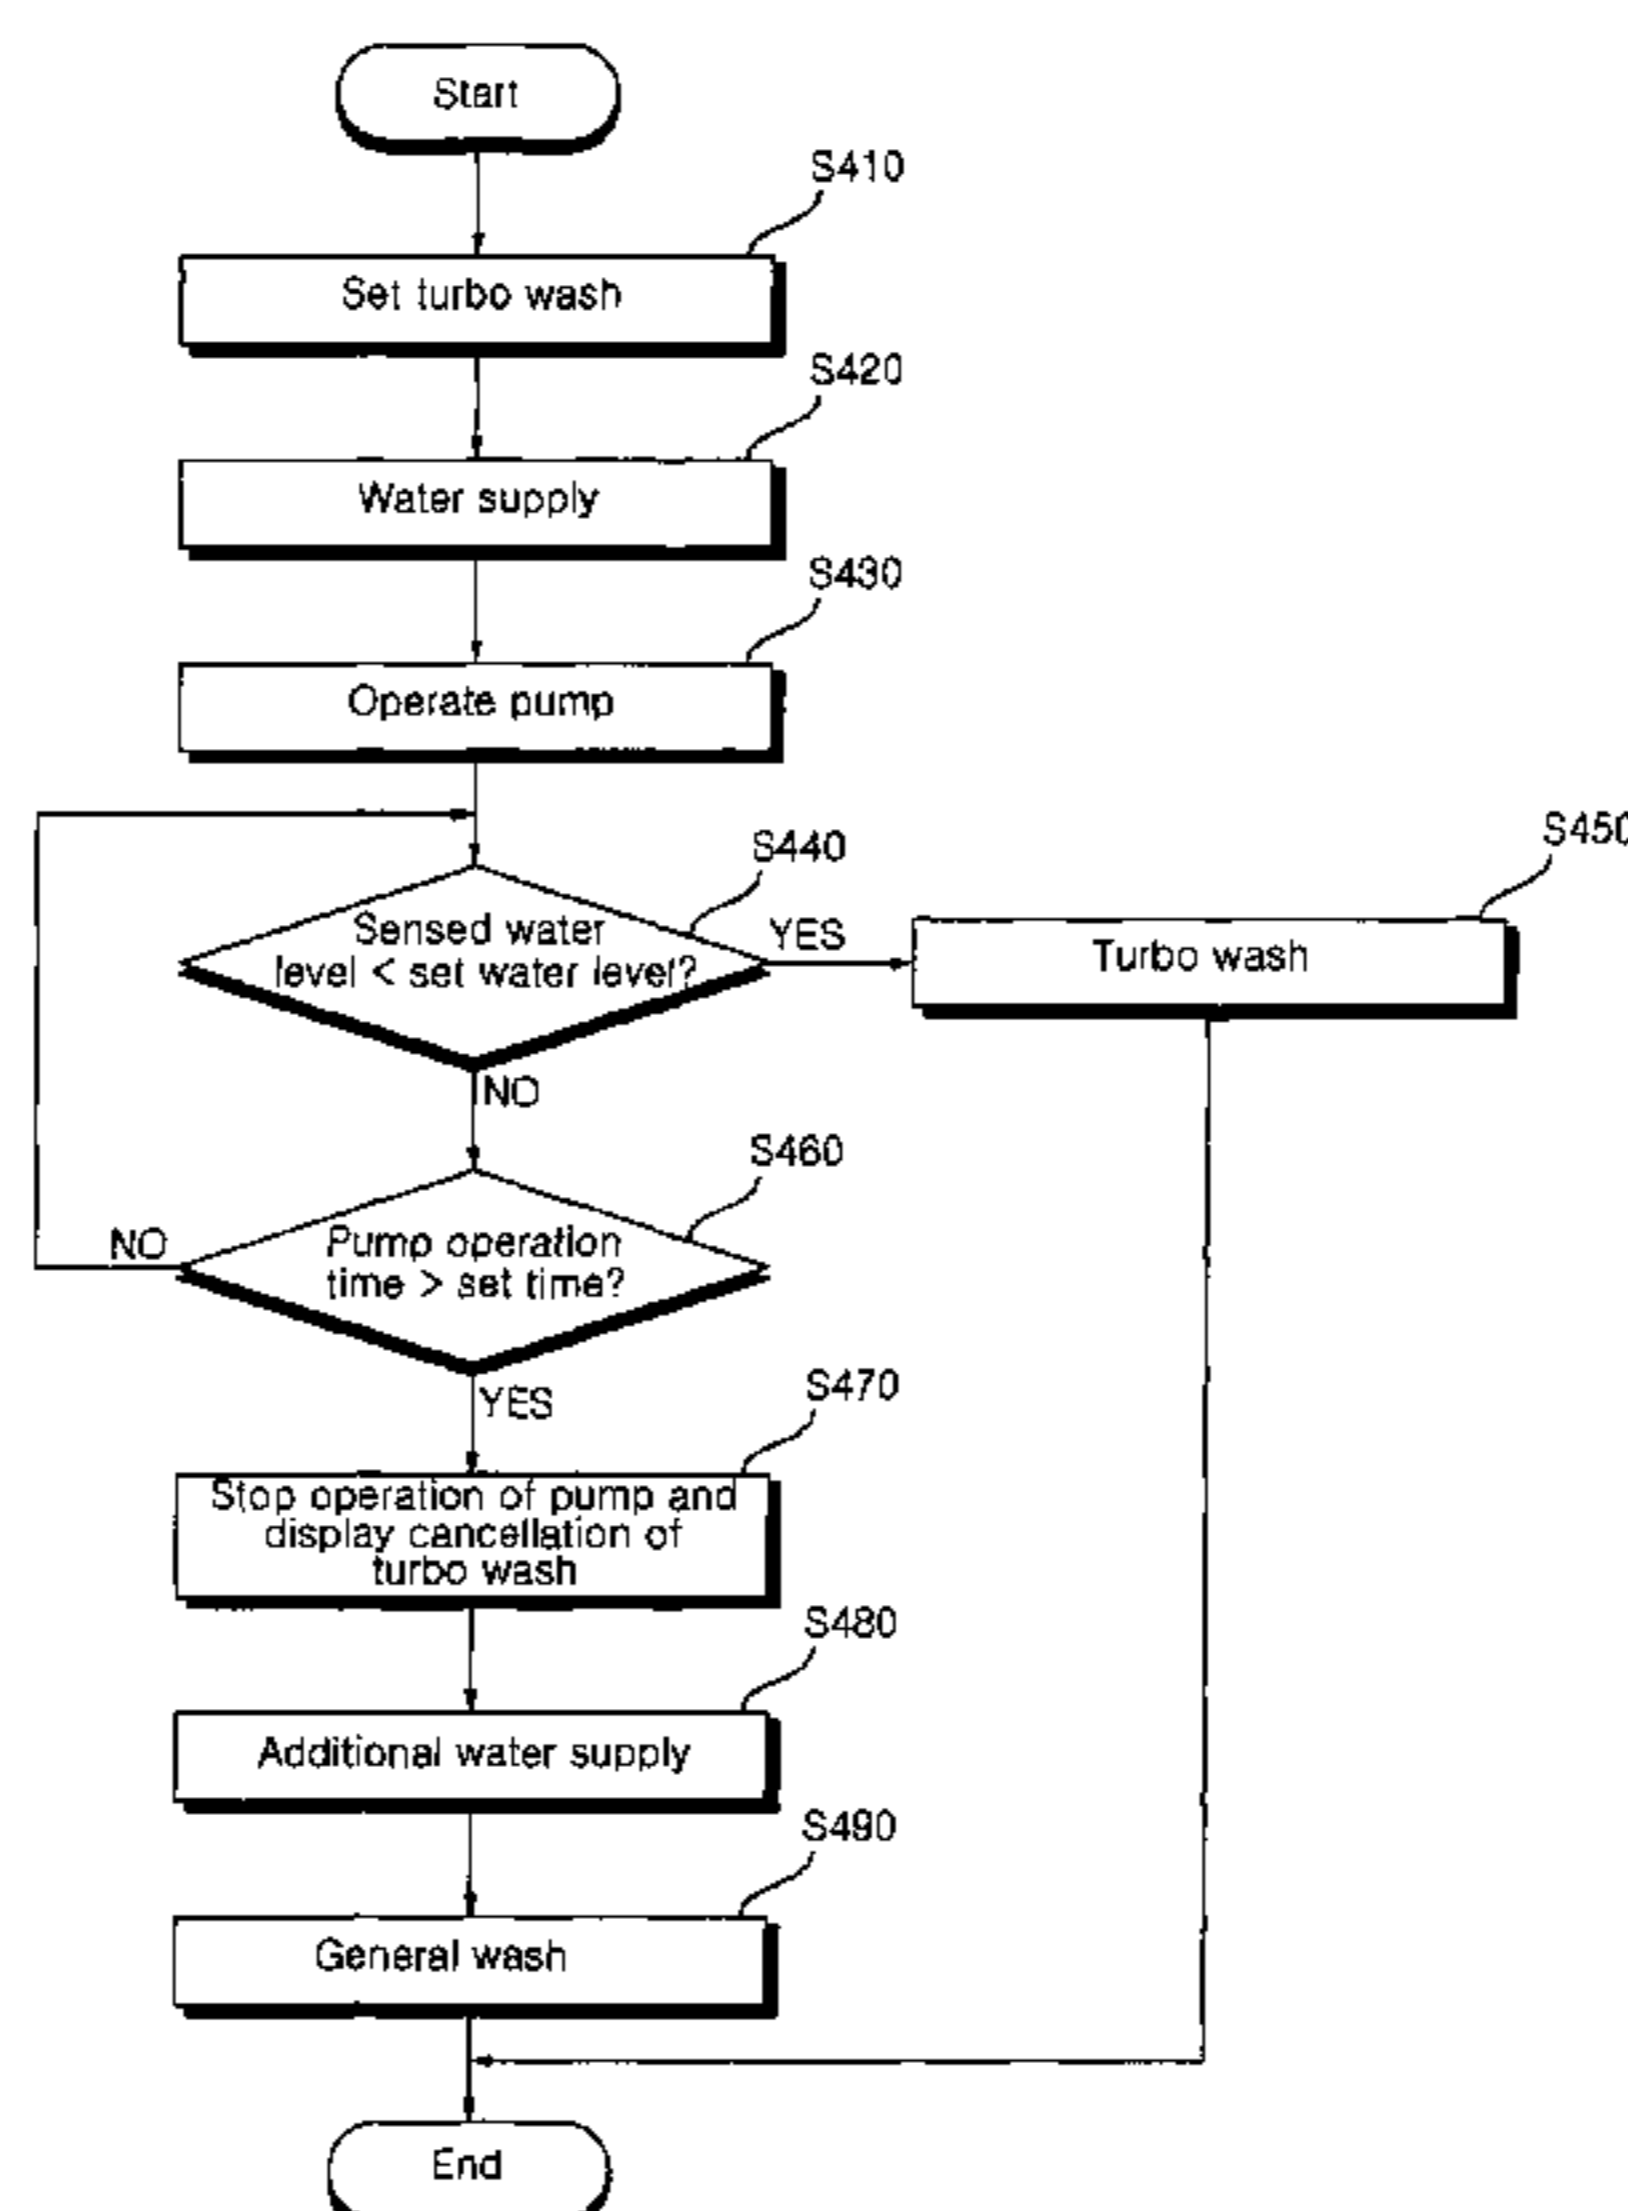 Start
S410
Set turbo wash
S420
Water supply
S430
Operate pump
S440
Sensed water
level < set water level?
YES
S450
Turbo wash
NO
S460
Pump operation
time > set time?
NO
YES
S470
Stop operation of pump and
display cancellation of
turbo wash
S480
Additional water supply
S490
General wash
End